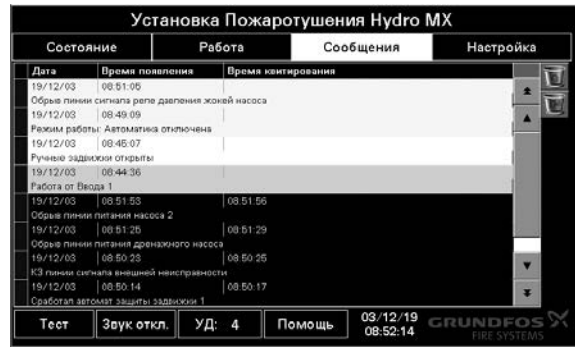 Установка Пожаротушения Hydro MX
Состояние Работа Сообщения Настройка
Дата Время появления Время квитирования
19/12/03 08:51:05
Обрыв линии сигнала реле давления жокей насоса
19/12/03 08:49:09
Режим работы: Автоматика отключена
19/12/03 08:45:07
Ручные задвижки открыты
19/12/03 08:44:36
Работа от Ввода 1
19/12/03 08:51:53 08:51:56
Обрыв линии питания насоса 2
19/12/03 08:51:25 08:51:29
Обрыв линии питания дренажного насоса
19/12/03 08:50:23 08:50:25
КЗ линии сигнала внешней неисправности
19/12/03 08:50:14 08:50:17
Сработал автомат защиты задвижки 1
Тест Звук откл. УД: 4 Помощь 03/12/19
08:52:14
GRUNDFOS
FIRE SYSTEMS